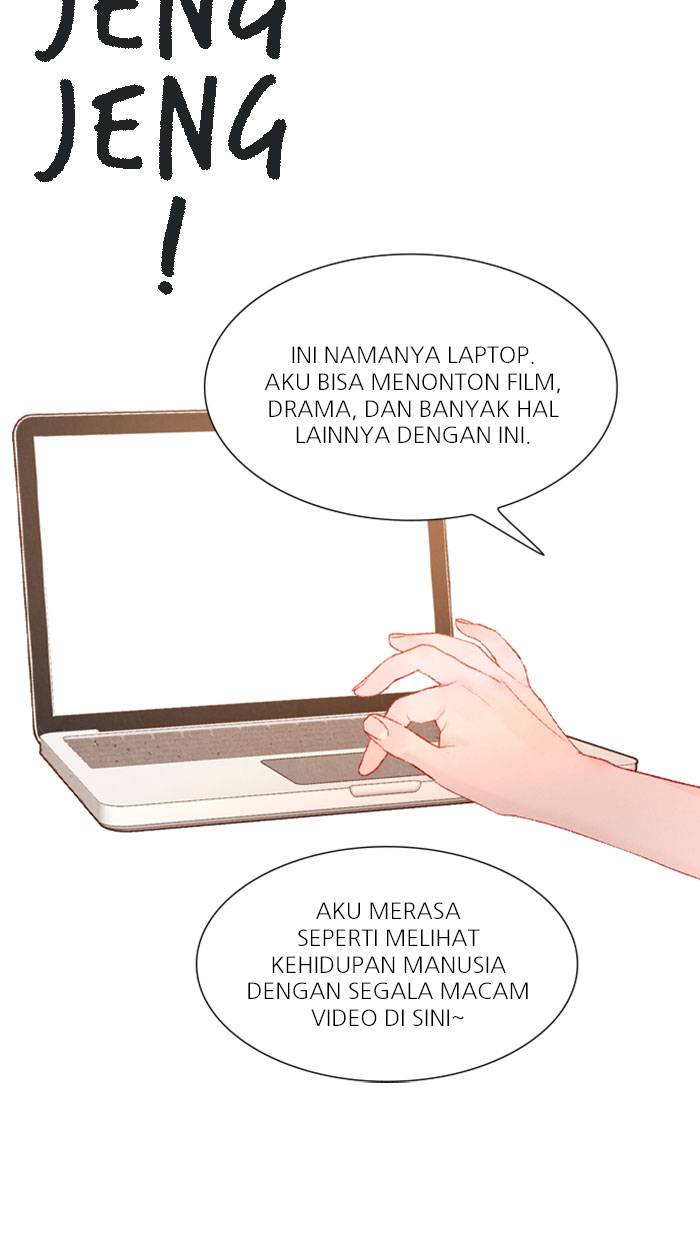 JENG
JENG
!
INI NAMANYA LAPTOP.
AKU BISA MENONTON FILM,
DRAMA, DAN BANYAK HAL
LAINNYA DENGAN INI.
AKU MERASA
SEPERTI MELIHAT
KEHIDUPAN MANUSIA
DENGAN SEGALA MACAM
VIDEO DI SINI~